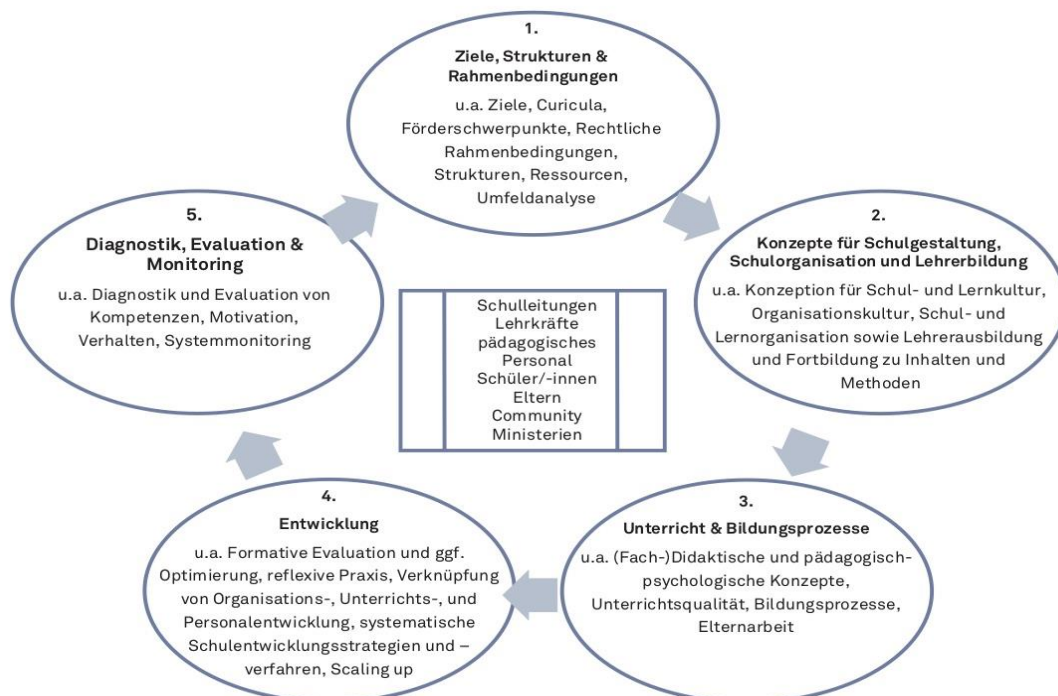 1.
Ziele, Strukturen &
Rahmenbedingungen
u.a. Ziele, Curicula,
Förderschwerpunkte, Rechtliche
Rahmenbedingungen,
Strukturen, Ressourcen,
Umfeldanalyse
2.
Konzepte für Schulgestaltung,
Schulorganisation und Lehrerbildung
u.a. Konzeption für Schul- und Lernkultur,
Organisationskultur, Schul- und
Lernorganisation sowie Lehrerausbildung
und Fortbildung zu Inhalten und
Methoden
3.
Unterricht & Bildungsprozesse
u.a. (Fach-)Didaktische und pädagogisch-
psychologische Konzepte,
Unterrichtsqualität, Bildungsprozesse,
Elternarbeit
4.
Entwicklung
u.a. Formative Evaluation und ggf.
Optimierung, reflexive Praxis, Verknüpfung
von Organisations-, Unterrichts-, und
Personalentwicklung, systematische
Schulentwicklungsstrategien und –
verfahren, Scaling up
5.
Diagnostik, Evaluation &
Monitoring
u.a. Diagnostik und Evaluation von
Kompetenzen, Motivation,
Verhalten, Systemmonitoring
Schulleitungen
Lehrkräfte
pädagogisches
Personal
Schüler/-innen
Eltern
Community
Ministerien